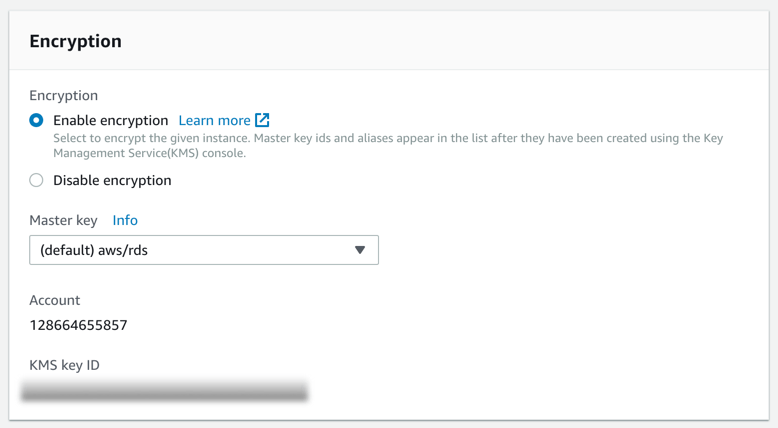 Encryption
Encryption
Enable encryption Learn more
Select to encrypt the given instance. Master key ids and aliases appear in the list after they have been created using the Key
Management Service(KMS) console.
Disable encryption
Master key Info
(default) aws/rds
Account
128664655857
KMS key ID